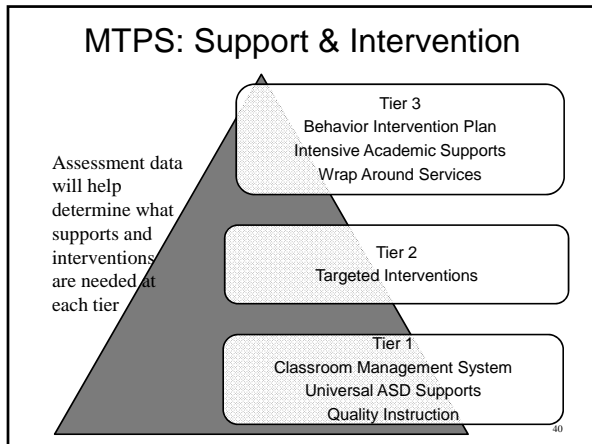 MTPS: Support & Intervention
Assessment data
will help
determine what
supports and
interventions
are needed at
each tier
Tier 3
Behavior Intervention Plan
Intensive Academic Supports
Wrap Around Services
Tier 2
Targeted Interventions
Tier 1
Classroom Management System
Universal ASD Supports
Quality Instruction
40